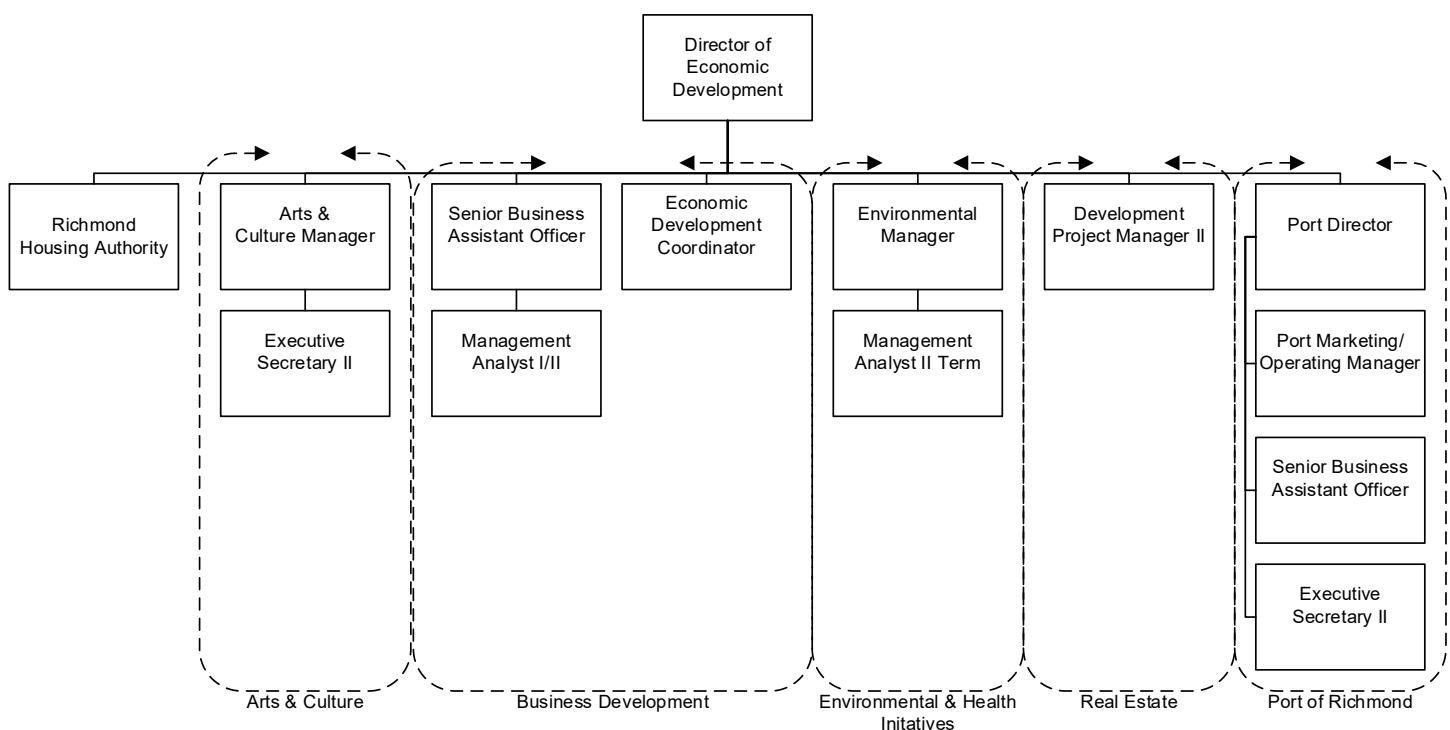 Director of
Economic
Development
Richmond
Housing Authority
Arts &
Culture Manager
Senior Business
Assistant Officer
Economic
Development
Coordinator
Environmental
Manager
Development
Project Manager II
Port Director
Executive
Secretary II
Management
Analyst I/II
Management
Analyst II Term
Port Marketing/
Operating Manager
Senior Business
Assistant Officer
Executive
Secretary II
Arts & Culture
Business Development
Environmental & Health
Initatives
Real Estate
Port of Richmond